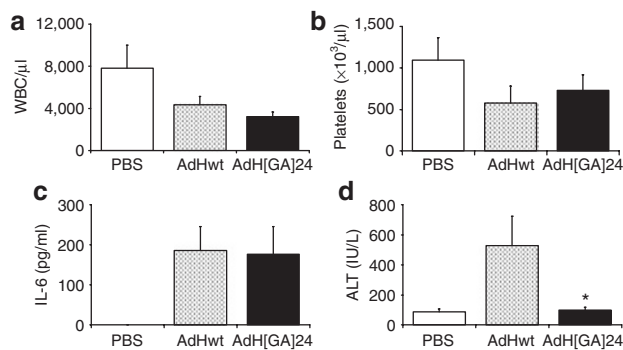 a
WBC/µl
12,000
8,000
4,000
0
PBS AdHwt AdH[GA]24
b
Platelets (×10³/µl)
1,500
1,000
500
0
PBS AdHwt AdH[GA]24
c
IL-6 (pg/ml)
300
200
100
0
PBS AdHwt AdH[GA]24
d
ALT (IU/L)
800
600
400
200
0
*
PBS AdHwt AdH[GA]24